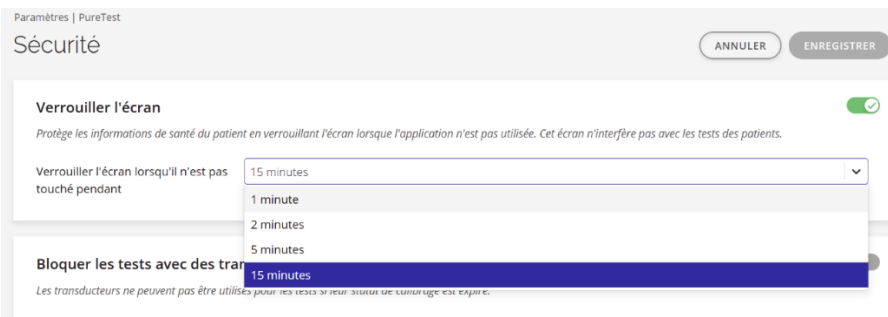 Paramètres | PureTest
Sécurité
ANNULER
ENREGISTRER
Verrouiller l'écran
Protège les informations de santé du patient en verrouillant l'écran lorsque l'application n'est pas utilisée. Cet écran n'interfère pas avec les tests des patients.
Verrouiller l'écran lorsqu'il n'est pas
touché pendant
15 minutes
1 minute
2 minutes
5 minutes
15 minutes
Bloquer les tests avec des
Les transducteurs ne peuvent pas être utilisés pour les tests si leur statut de calibrage est expiré.